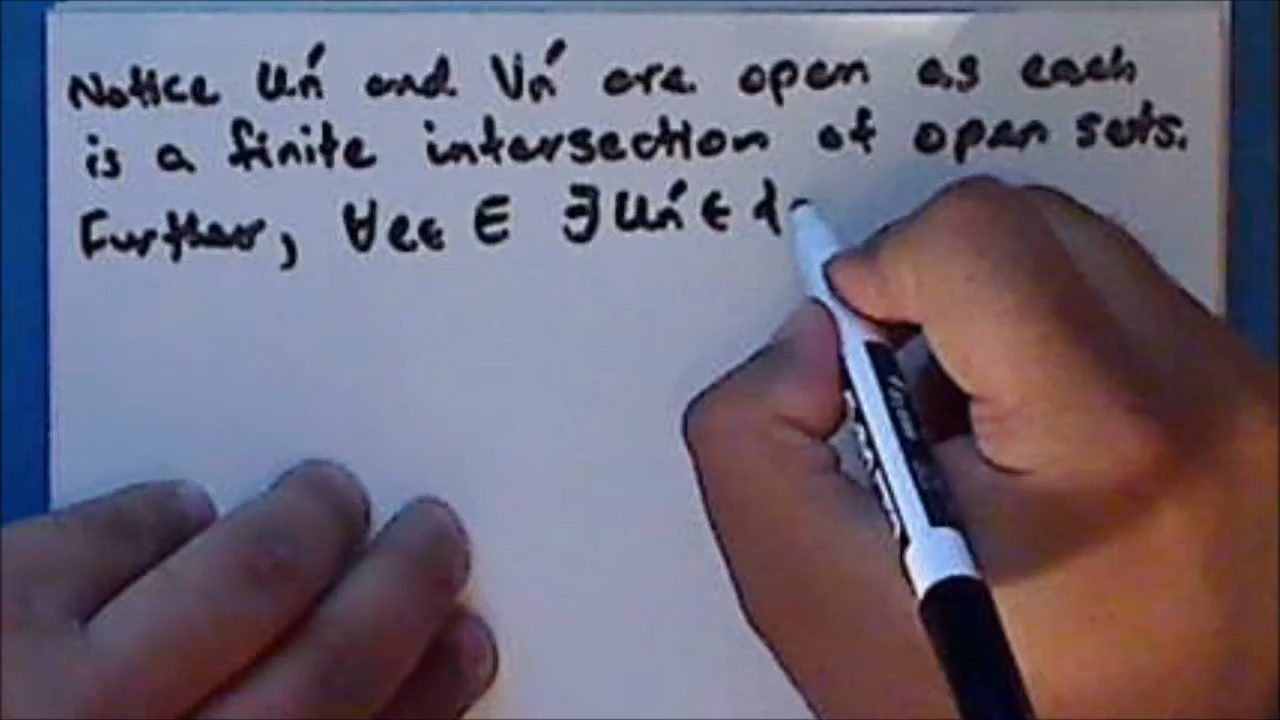 Notice Un′ and Vn′ are open as each
is a finite intersection of open sets.
Further, ∀e∈E ∃Un′∈{